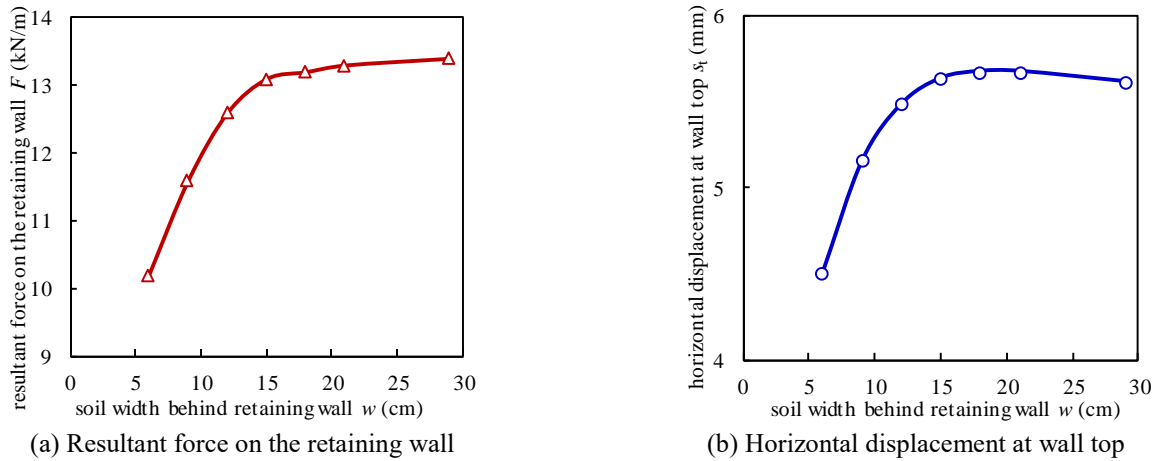 resultant force on the retaining wall F (kN/m)
14
13
12
11
10
9
0 5 10 15 20 25 30
soil width behind retaining wall w (cm)
(a) Resultant force on the retaining wall
horizontal displacement at wall top st (mm)
6
5
4
0 5 10 15 20 25 30
soil width behind retaining wall w (cm)
(b) Horizontal displacement at wall top